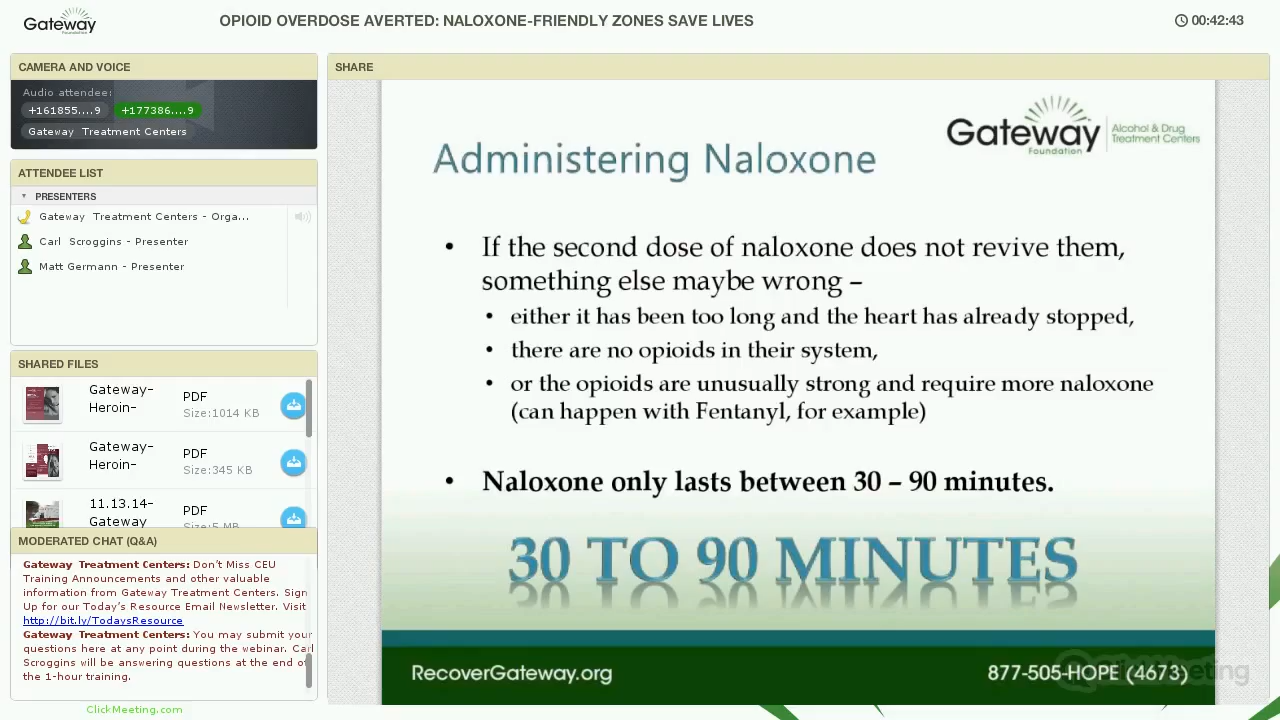 Gateway
Foundation
OPIOID OVERDOSE AVERTED: NALOXONE-FRIENDLY ZONES SAVE LIVES
00:42:43
CAMERA AND VOICE
Audio attendee:
+161855....9 +177386....9
Gateway Treatment Centers
ATTENDEE LIST
PRESENTERS
Gateway Treatment Centers - Orga...
Carl Scroggins - Presenter
Matt Germann - Presenter
SHARED FILES
Gateway-
Heroin-
PDF
Size:1014 KB
Gateway-
Heroin-
PDF
Size:345 KB
11.13.14-
Gateway
PDF
Size:5 MB
MODERATED CHAT (Q&A)
Gateway Treatment Centers: Don't Miss CEU
Training Announcements and other valuable
information from Gateway Treatment Centers. Sign
Up for our Today's Resource Email Newsletter. Visit
http://bit.ly/TodaysResource
Gateway Treatment Centers: You may submit your
questions at any point during the webinar. Carl
Scroggins will be answering questions at the end of
the 1-hour training.
ClickMeeting.com
SHARE
Gateway
Foundation
Alcohol & Drug
Treatment Centers
Administering Naloxone
• If the second dose of naloxone does not revive them,
something else maybe wrong –
• either it has been too long and the heart has already stopped,
• there are no opioids in their system,
• or the opioids are unusually strong and require more naloxone
(can happen with Fentanyl, for example)
• Naloxone only lasts between 30 – 90 minutes.
30 TO 90 MINUTES
RecoverGateway.org
877-505-HOPE (4673)